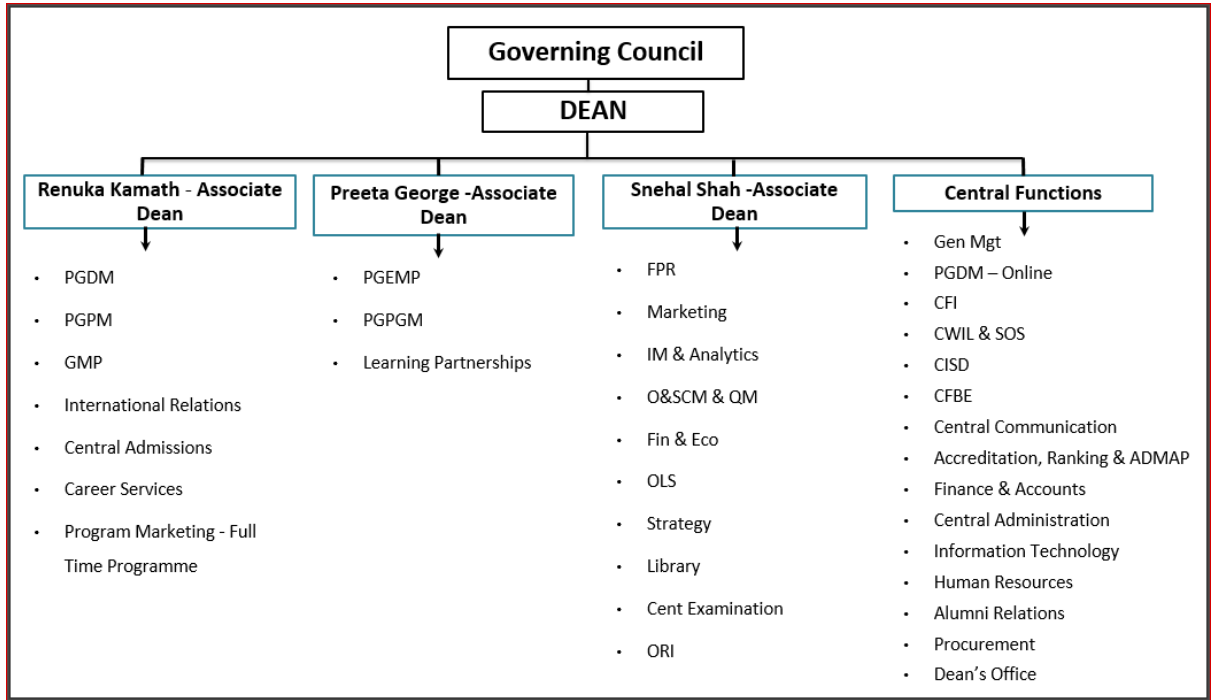 Governing Council
DEAN
Renuka Kamath - Associate
Dean
• PGDM
• PGPM
• GMP
• International Relations
• Central Admissions
• Career Services
• Program Marketing - Full
Time Programme
Preeta George -Associate
Dean
• PGEMP
• PGPGM
• Learning Partnerships
Snehal Shah -Associate
Dean
• FPR
• Marketing
• IM & Analytics
• O&SCM & QM
• Fin & Eco
• OLS
• Strategy
• Library
• Cent Examination
• ORI
Central Functions
• Gen Mgt
• PGDM – Online
• CFI
• CWIL & SOS
• CISD
• CFBE
• Central Communication
• Accreditation, Ranking & ADMAP
• Finance & Accounts
• Central Administration
• Information Technology
• Human Resources
• Alumni Relations
• Procurement
• Dean’s Office